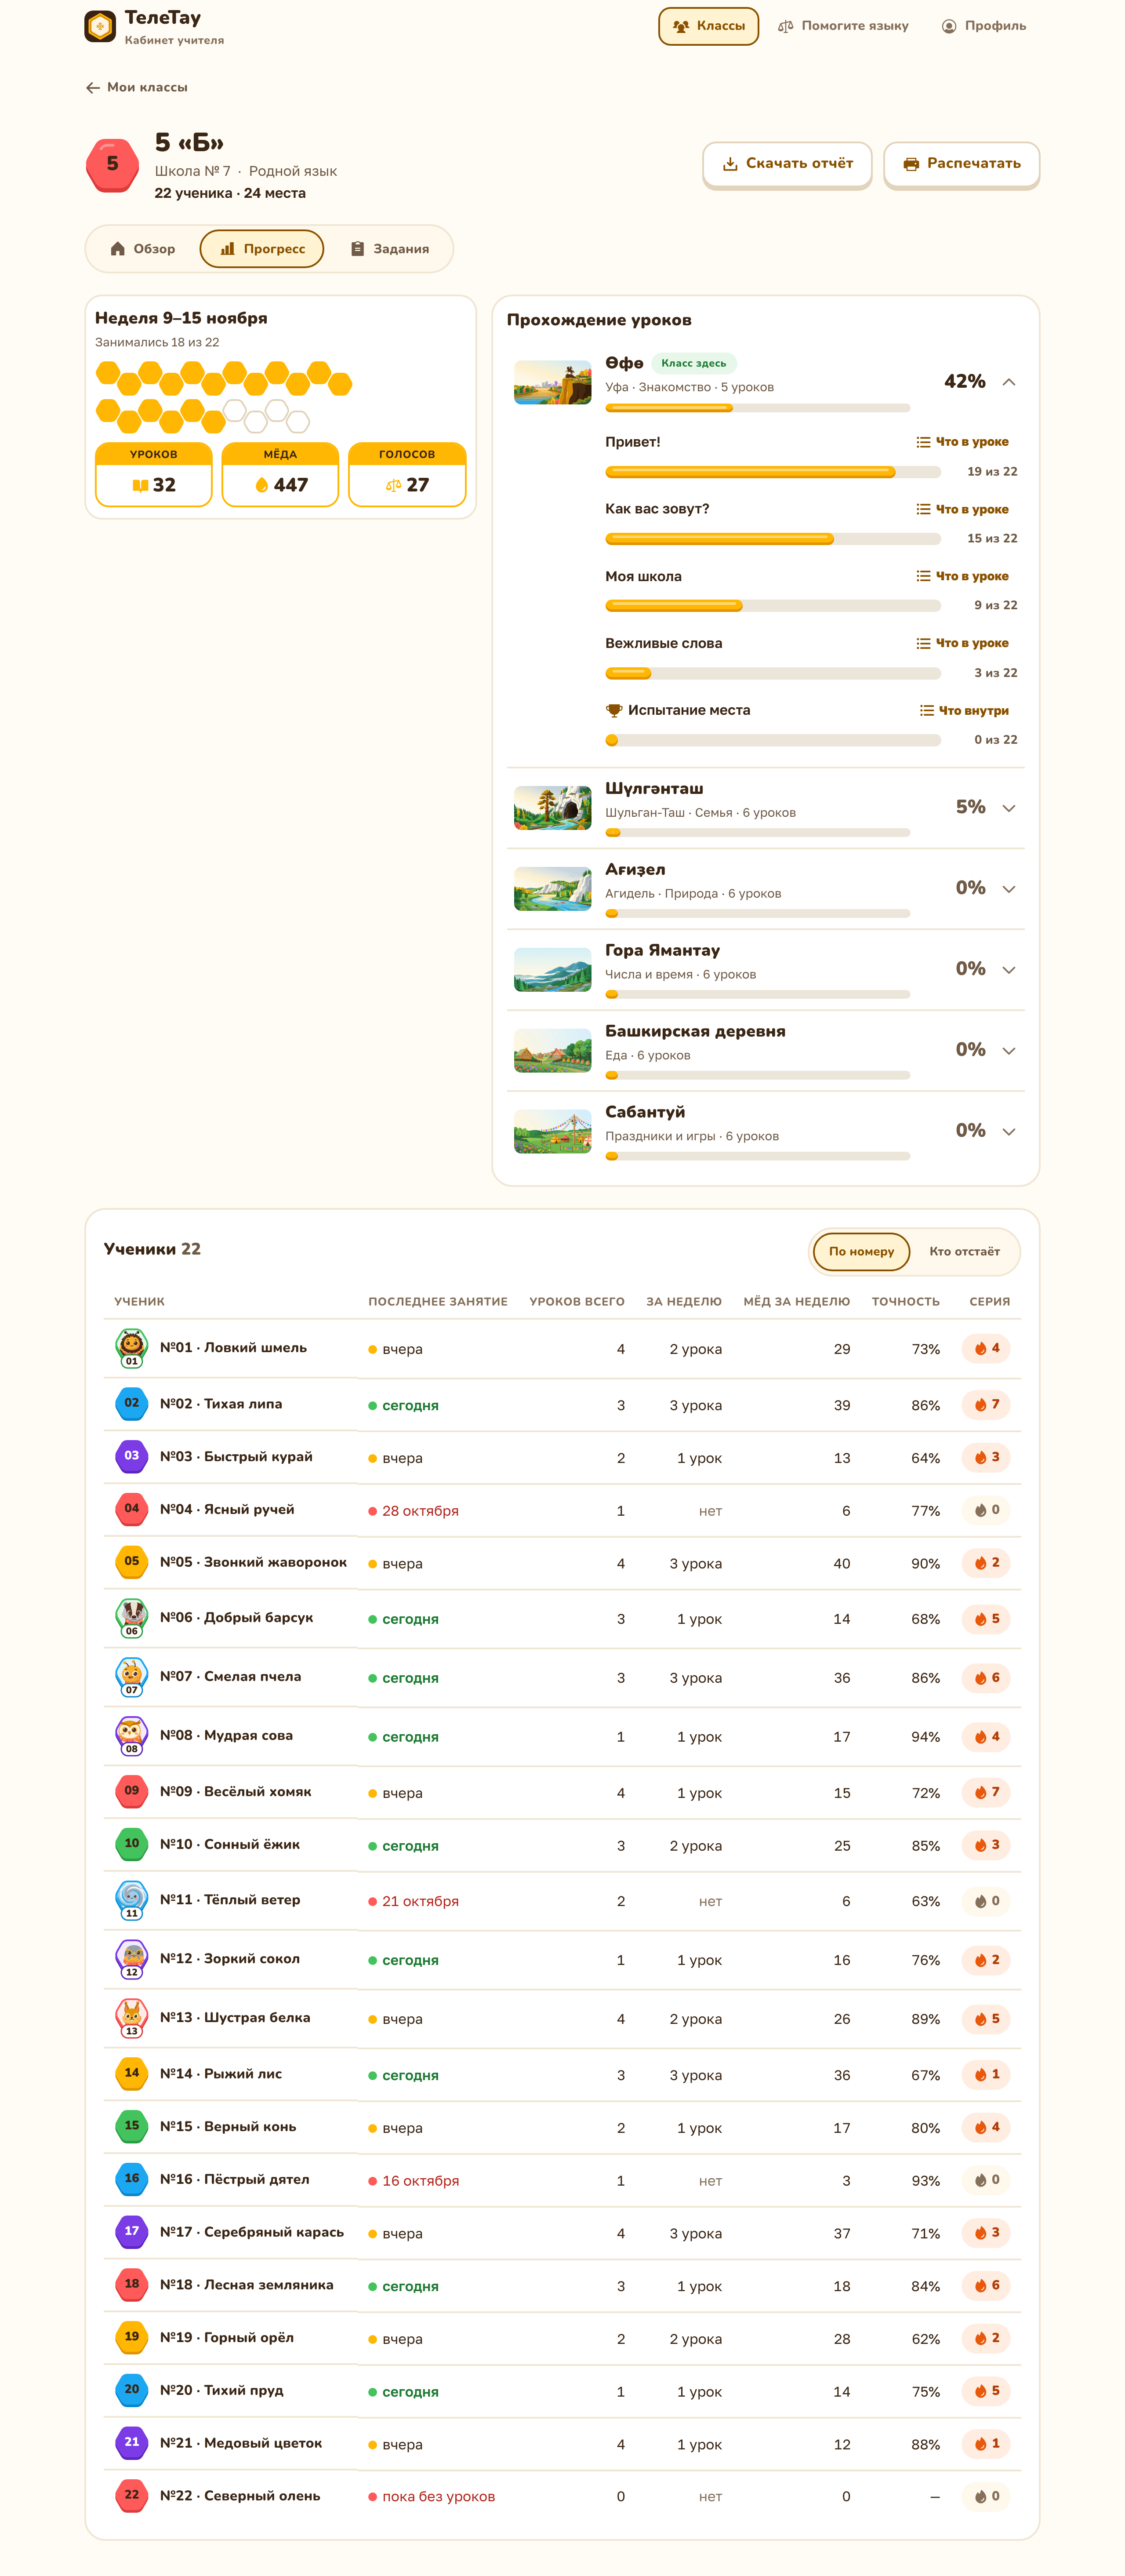 ТелеТау
Кабинет учителя
Классы
Помогите языку
Профиль
Мои классы
5
5 «Б»
Школа № 7 · Родной язык
22 ученика · 24 места
Скачать отчёт
Распечатать
Обзор
Прогресс
Задания
Неделя 9–15 ноября
Занимались 18 из 22
УРОКОВ
32
МЁДА
447
ГОЛОСОВ
27
Прохождение уроков
Өфө Класс здесь
Уфа · Знакомство · 5 уроков
42%
Привет! Что в уроке
19 из 22
Как вас зовут? Что в уроке
15 из 22
Моя школа Что в уроке
9 из 22
Вежливые слова Что в уроке
3 из 22
Испытание места Что внутри
0 из 22
Шүлгәнташ
Шульган-Таш · Семья · 6 уроков
5%
Ағиҙел
Агидель · Природа · 6 уроков
0%
Гора Ямантау
Числа и время · 6 уроков
0%
Башкирская деревня
Еда · 6 уроков
0%
Сабантуй
Праздники и игры · 6 уроков
0%
Ученики 22
По номеру
Кто отстаёт
УЧЕНИК ПОСЛЕДНЕЕ ЗАНЯТИЕ УРОКОВ ВСЕГО ЗА НЕДЕЛЮ МЁД ЗА НЕДЕЛЮ ТОЧНОСТЬ СЕРИЯ
01 №01 · Ловкий шмель вчера 4 2 урока 29 73% 4
02 №02 · Тихая липа сегодня 3 3 урока 39 86% 7
03 №03 · Быстрый курай вчера 2 1 урок 13 64% 3
04 №04 · Ясный ручей 28 октября 1 нет 6 77% 0
05 №05 · Звонкий жаворонок вчера 4 3 урока 40 90% 2
06 №06 · Добрый барсук сегодня 3 1 урок 14 68% 5
07 №07 · Смелая пчела сегодня 3 3 урока 36 86% 6
08 №08 · Мудрая сова сегодня 1 1 урок 17 94% 4
09 №09 · Весёлый хомяк вчера 4 1 урок 15 72% 7
10 №10 · Сонный ёжик сегодня 3 2 урока 25 85% 3
11 №11 · Тёплый ветер 21 октября 2 нет 6 63% 0
12 №12 · Зоркий сокол сегодня 1 1 урок 16 76% 2
13 №13 · Шустрая белка вчера 4 2 урока 26 89% 5
14 №14 · Рыжий лис сегодня 3 3 урока 36 67% 1
15 №15 · Верный конь вчера 2 1 урок 17 80% 4
16 №16 · Пёстрый дятел 16 октября 1 нет 3 93% 0
17 №17 · Серебряный карась вчера 4 3 урока 37 71% 3
18 №18 · Лесная земляника сегодня 3 1 урок 18 84% 6
19 №19 · Горный орёл вчера 2 2 урока 28 62% 2
20 №20 · Тихий пруд сегодня 1 1 урок 14 75% 5
21 №21 · Медовый цветок вчера 4 1 урок 12 88% 1
22 №22 · Северный олень пока без уроков 0 нет 0 — 0